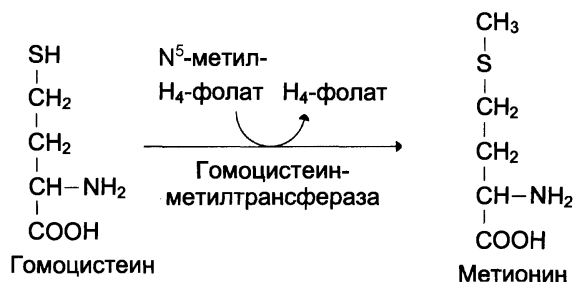 SH
CH₂
CH₂
CH–NH₂
COOH
Гомоцистеин
N⁵-метил-
H₄-фолат H₄-фолат
Гомоцистеин-
метилтрансфераза
CH₃
S
CH₂
CH₂
CH–NH₂
COOH
Метионин